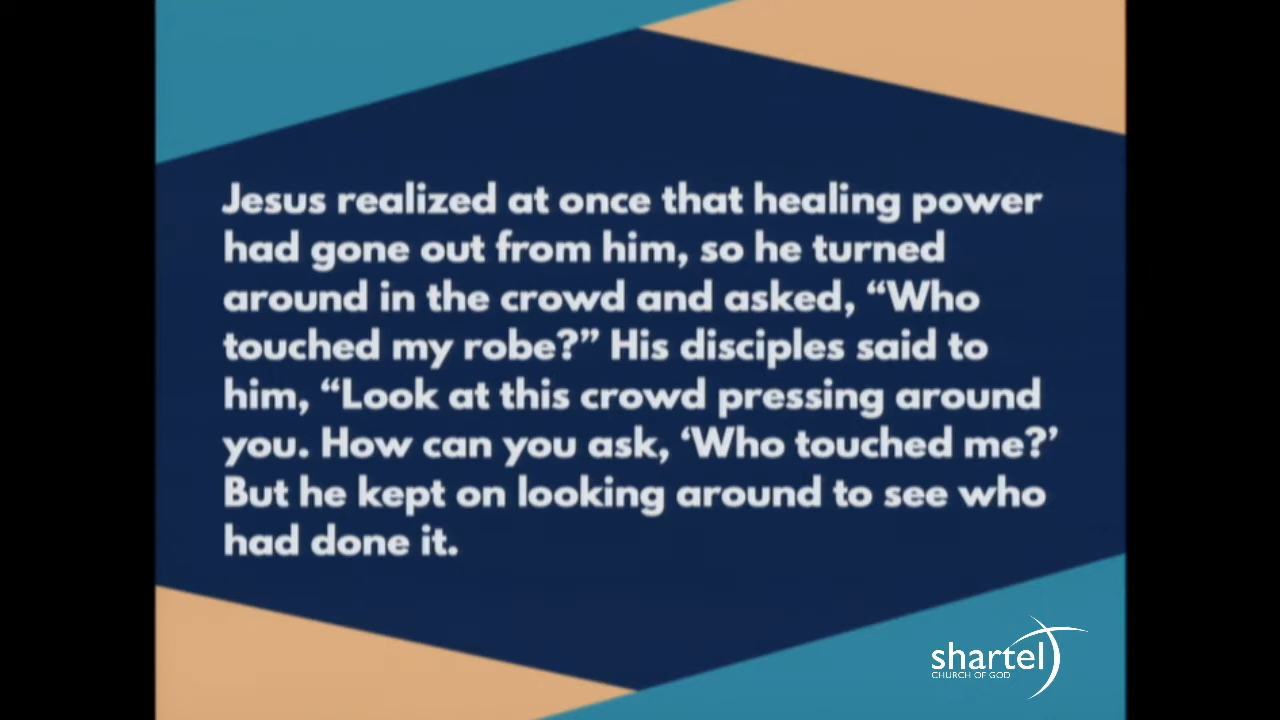 Jesus realized at once that healing power
had gone out from him, so he turned
around in the crowd and asked, “Who
touched my robe?” His disciples said to
him, “Look at this crowd pressing around
you. How can you ask, ‘Who touched me?’
But he kept on looking around to see who
had done it.
shartel
CHURCH OF GOD